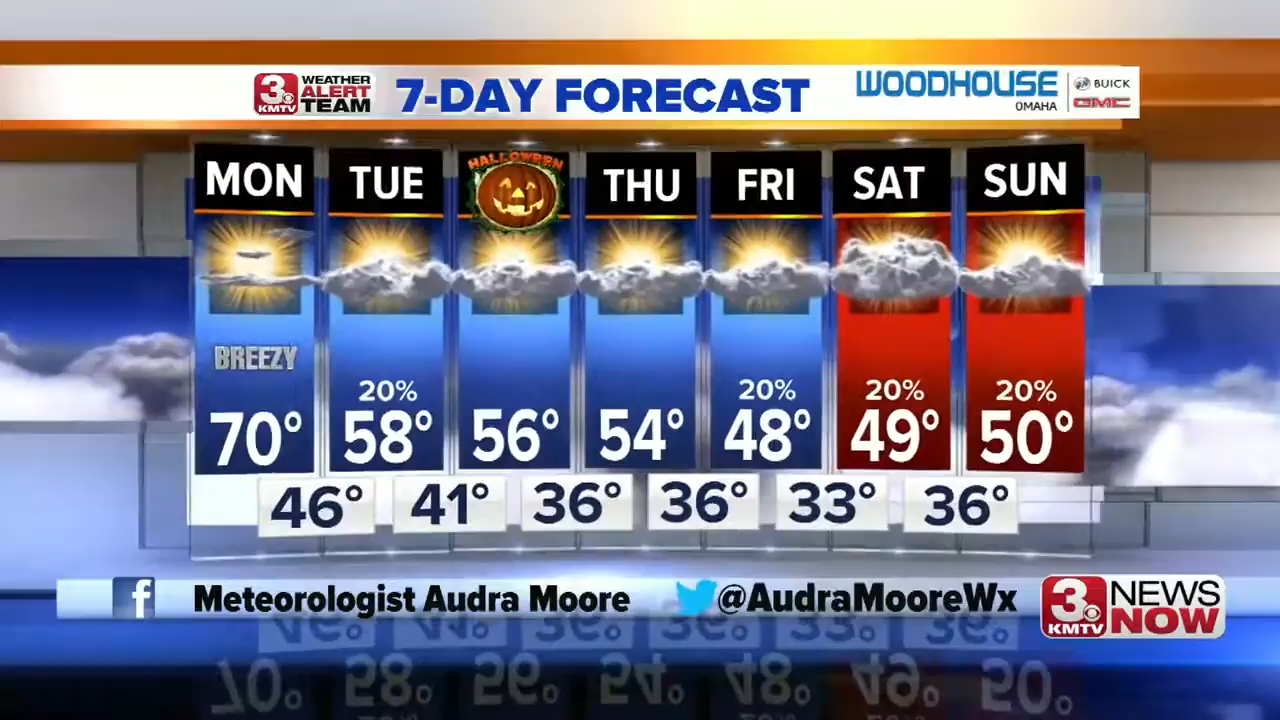 3
KMTV
WEATHER
ALERT
TEAM
7-DAY FORECAST
WOODHOUSE
OMAHA
BUICK
GMC
MON
TUE
HALLOWEEN
THU
FRI
SAT
SUN
BREEZY
20%
20%
20%
20%
70°
58°
56°
54°
48°
49°
50°
46°
41°
36°
36°
33°
36°
f
Meteorologist Audra Moore
@AudraMooreWx
3
KMTV
NEWS
NOW